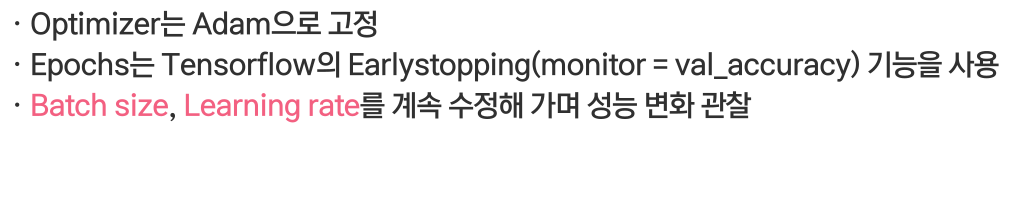 · Optimizer는 Adam으로 고정
· Epochs는 Tensorflow의 Earlystopping(monitor = val_accuracy) 기능을 사용
· Batch size, Learning rate를 계속 수정해 가며 성능 변화 관찰